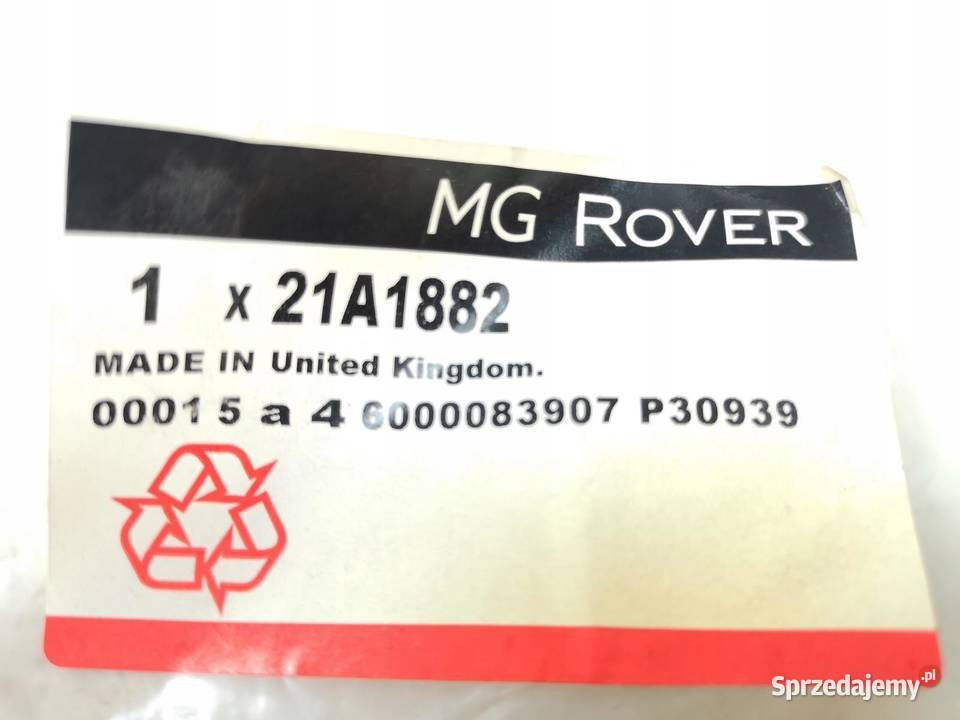 MG ROVER
1 x 21A1882
MADE IN United Kingdom.
00015 a 4 6000083907 P30939
Sprzedajemy.pl